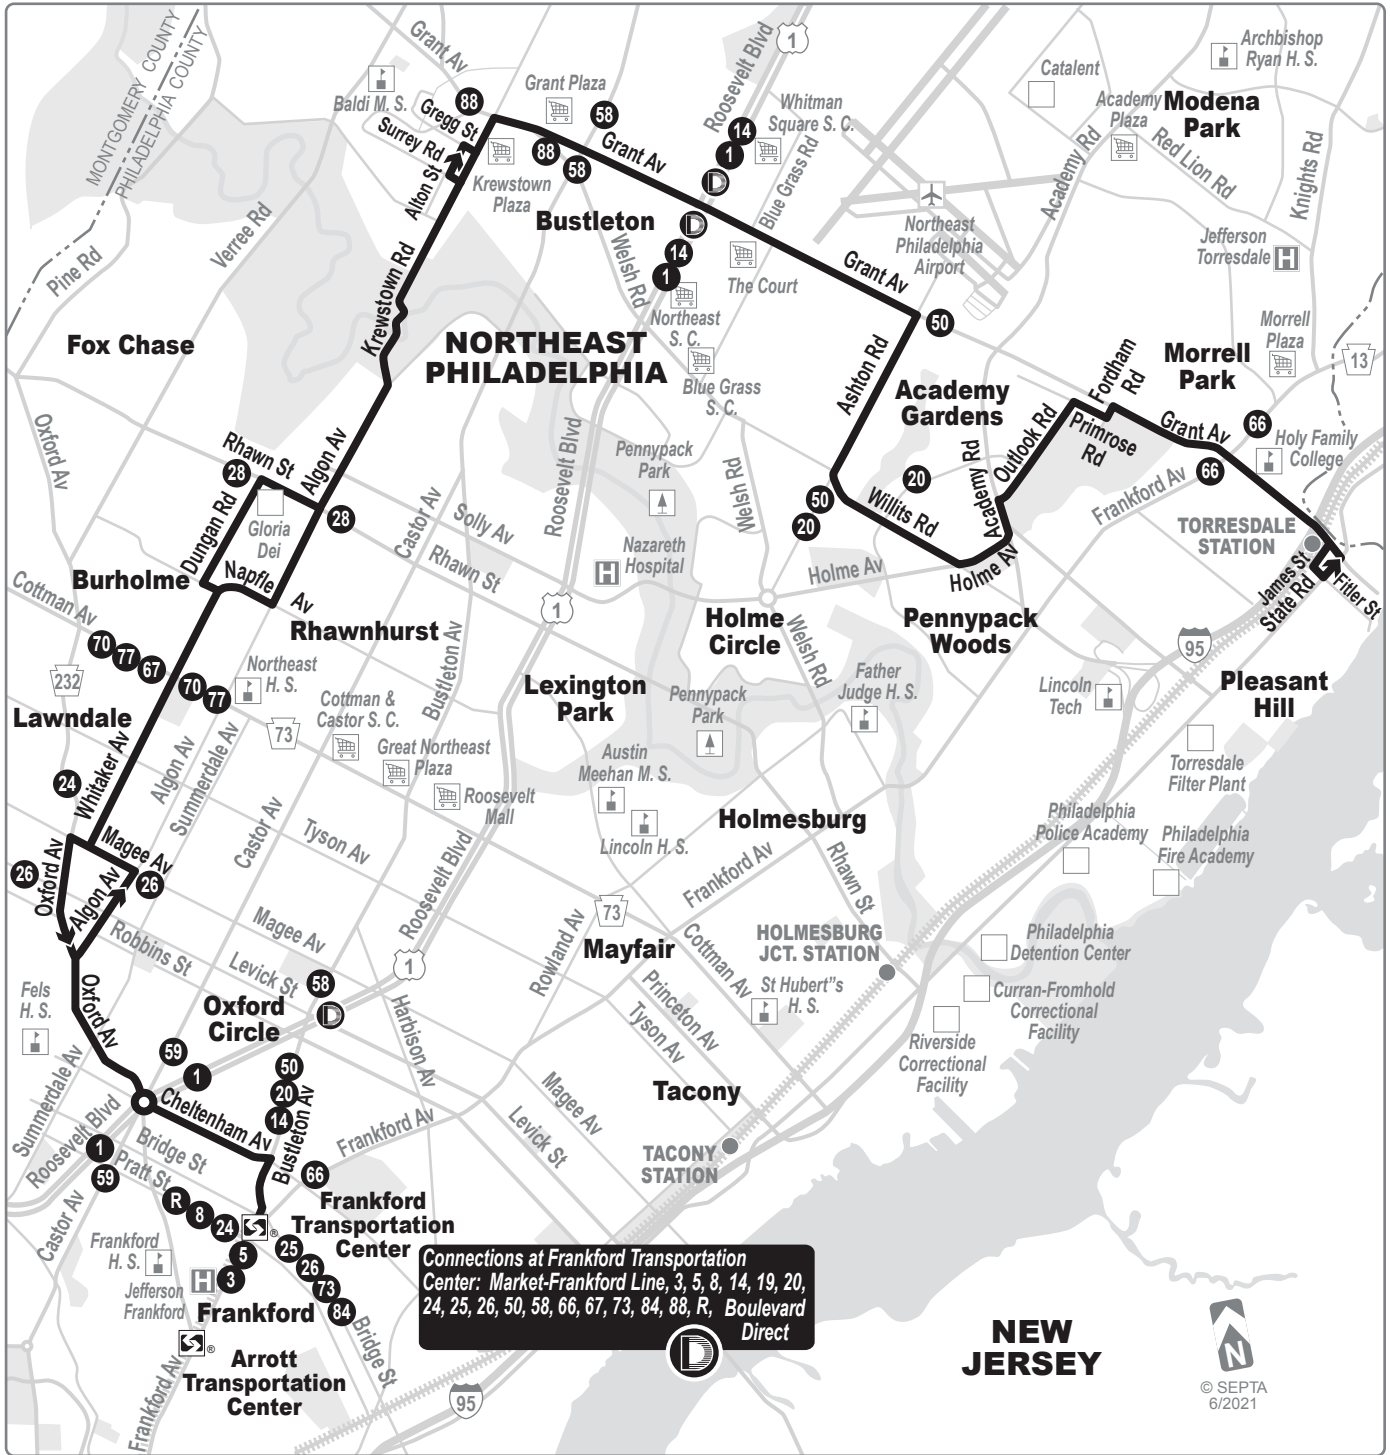 MONTGOMERY COUNTY
PHILADELPHIA COUNTY
Grant Av
Roosevelt Blvd
1
Archbishop
Ryan H. S.
Catalent
Baldi M. S.
Gregg St
88
Grant Plaza
58
Whitman
Square S. C.
Academy
Plaza
Modena
Park
Surrey Rd
Alton St
88
58
Grant Av
14
1
D
Blue Grass Rd
Academy Rd
Red Lion Rd
Knights Rd
Krewstown
Plaza
Bustleton
Verree Rd
Pine Rd
Krewstown Rd
Welsh Rd
D
14
1
Northeast
S. C.
The Court
Grant Av
Northeast
Philadelphia
Airport
Jefferson
Torresdale
H
Fox Chase
NORTHEAST
PHILADELPHIA
Blue Grass
S. C.
50
Ashton Rd
Academy
Gardens
Fordham
Rd
Morrell
Park
Morrell
Plaza
13
Oxford Av
Rhawn St
28
Algon Av
28
Dungan Rd
Gloria
Dei
Napfle
Av
Castor Av
Solly Av
Rhawn St
Roosevelt Blvd
Pennypack
Park
Welsh Rd
50
20
20
Willits Rd
Academy Rd
Outlook Rd
Primrose
Rd
Grant Av
66
66
Holy Family
College
Frankford Av
TORRESDALE
STATION
Burholme
Cottman Av
Rhawnhurst
H
Nazareth
Hospital
1
Holme Av
Holme Av
Holme
Circle
Pennypack
Woods
James St
State Rd
Fitler St
95
70
77
67
70
77
232
Northeast
H. S.
73
Bustleton Av
Cottman &
Castor S. C.
Great Northeast
Plaza
Roosevelt
Mall
Lexington
Park
Pennypack
Park
Welsh Rd
Father
Judge H. S.
Lincoln
Tech
Pleasant
Hill
Lawndale
24
Whitaker Av
Algon Av
Summerdale Av
Castor Av
Tyson Av
Austin
Meehan M. S.
Lincoln H. S.
Holmesburg
Torresdale
Filter Plant
Philadelphia
Police Academy
Philadelphia
Fire Academy
26
Oxford Av
Magee Av
Algon Av
26
Robbins St
Magee Av
Levick St
Roosevelt Blvd
1
Rowland Av
73
Frankford Av
Rhawn St
Mayfair
Cottman Av
HOLMESBURG
JCT. STATION
Philadelphia
Detention Center
Curran-Fromhold
Correctional
Facility
Riverside
Correctional
Facility
Fels
H. S.
Oxford Av
Oxford
Circle
58
D
Harbison Av
Princeton Av
Tyson Av
St Hubert"s
H. S.
59
1
50
20
14
Bustleton Av
Cheltenham Av
Summerdale Av
Roosevelt Blvd
1
59
Bridge St
Pratt St
Castor Av
Frankford Av
Magee Av
Levick St
Tacony
TACONY
STATION
66
R
8
24
5
3
®
Frankford
Transportation
Center
25
26
73
84
Bridge St
Frankford
H. S.
Jefferson
Frankford
H
Frankford
®
Arrott
Transportation
Center
Frankford Av
95
Connections at Frankford Transportation
Center: Market-Frankford Line, 3, 5, 8, 14, 19, 20,
24, 25, 26, 50, 58, 66, 67, 73, 84, 88, R, Boulevard
Direct
D
NEW
JERSEY
N
© SEPTA
6/2021